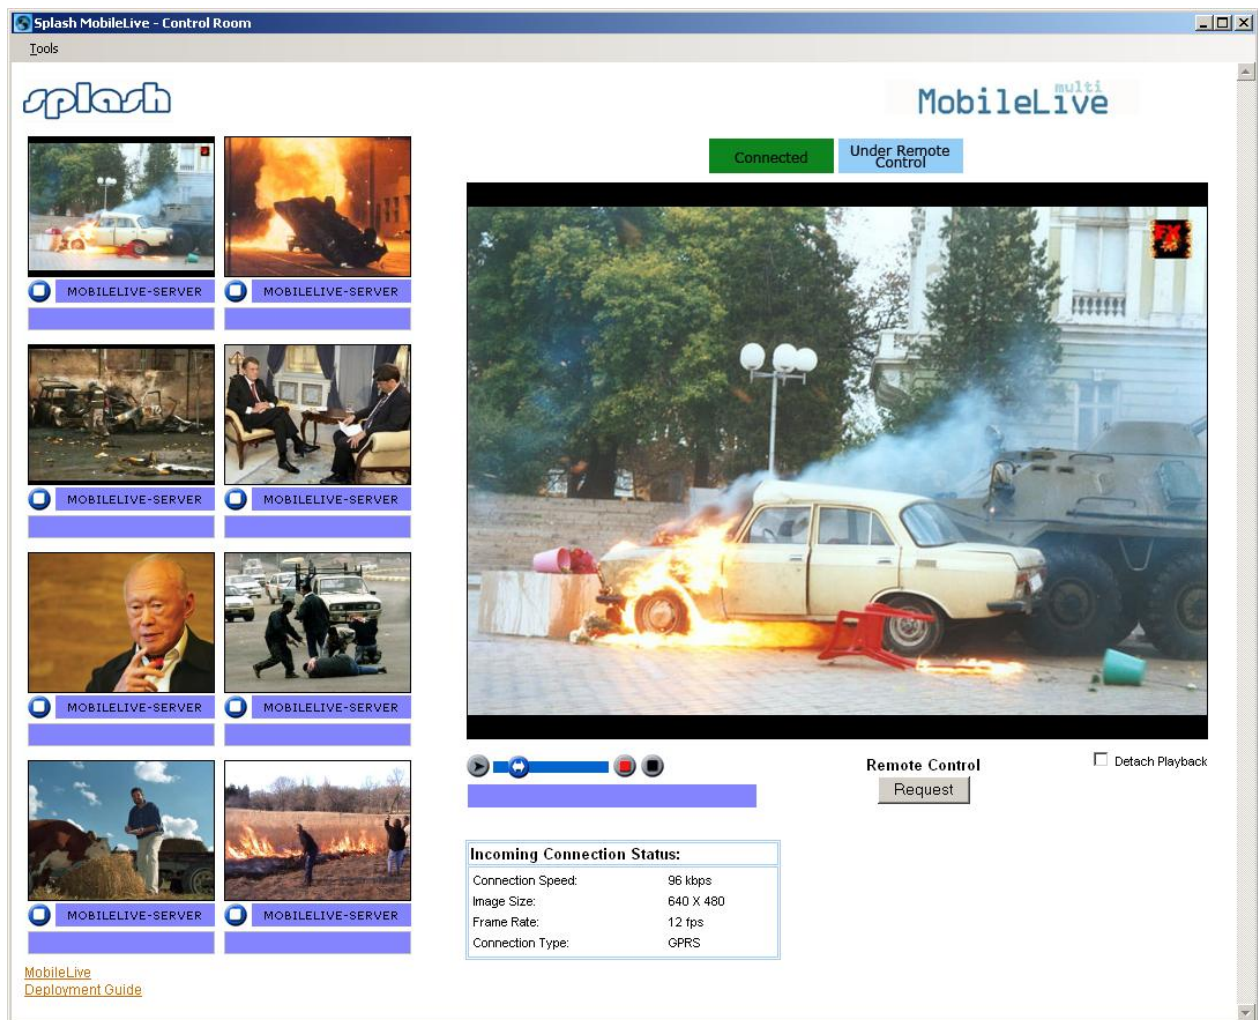 Splash MobileLive - Control Room
Tools
splash
multi
MobileLive
Connected
Under Remote
Control
FX
MOBILELIVE-SERVER
MOBILELIVE-SERVER
MOBILELIVE-SERVER
MOBILELIVE-SERVER
MOBILELIVE-SERVER
MOBILELIVE-SERVER
MOBILELIVE-SERVER
MOBILELIVE-SERVER
Remote Control
Request
Detach Playback
Incoming Connection Status:
Connection Speed: 96 kbps
Image Size: 640 X 480
Frame Rate: 12 fps
Connection Type: GPRS
MobileLive
Deployment Guide